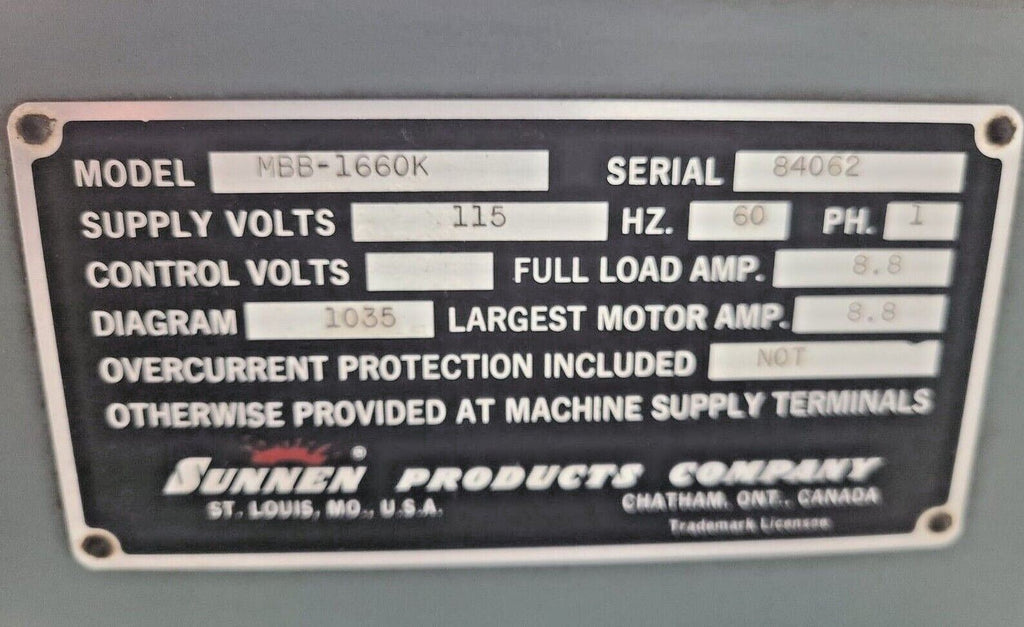 MODEL MBB-1660K SERIAL 84062
SUPPLY VOLTS 115 HZ. 60 PH. 1
CONTROL VOLTS FULL LOAD AMP. 8.8
DIAGRAM 1035 LARGEST MOTOR AMP. 8.8
OVERCURRENT PROTECTION INCLUDED NOT
OTHERWISE PROVIDED AT MACHINE SUPPLY TERMINALS
SUNNEN® PRODUCTS COMPANY
ST. LOUIS, MO., U.S.A. CHATHAM, ONT., CANADA
Trademark Licensee